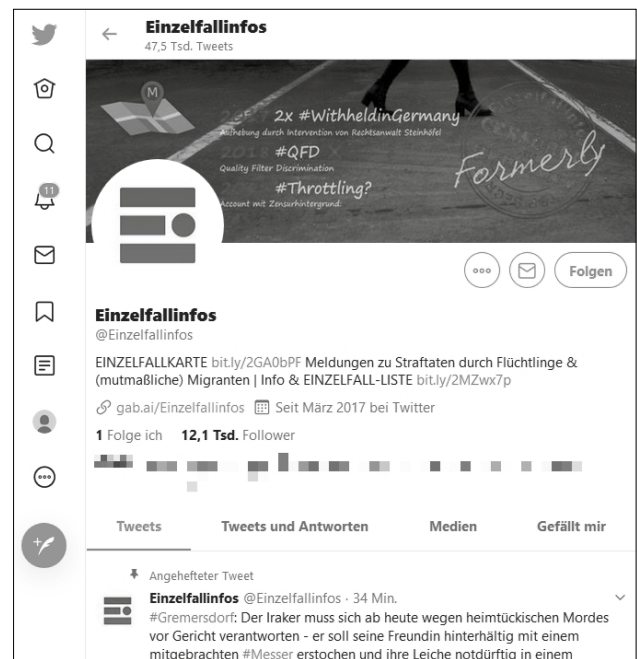 Einzelfallinfos
47,5 Tsd. Tweets
M
2x #WithheldinGermany
Aufhebung durch Intervention von Rechtsanwalt Steinhöfel
#QFD
Quality Filter Discrimination
#Throttling?
Account mit Zensurhintergrund:
Formerly
11
Folgen
Einzelfallinfos
@Einzelfallinfos
EINZELFALLKARTE bit.ly/2GA0bPF Meldungen zu Straftaten durch Flüchtlinge &
(mutmaßliche) Migranten | Info & EINZELFALL-LISTE bit.ly/2MZwx7p
gab.ai/Einzelfallinfos Seit März 2017 bei Twitter
1 Folge ich 12,1 Tsd. Follower
Tweets Tweets und Antworten Medien Gefällt mir
Angehefteter Tweet
Einzelfallinfos @Einzelfallinfos · 34 Min.
#Gremersdorf: Der Iraker muss sich ab heute wegen heimtückischen Mordes
vor Gericht verantworten - er soll seine Freundin hinterhältig mit einem
mitgebrachten #Messer erstochen und ihre Leiche notdürftig in einem